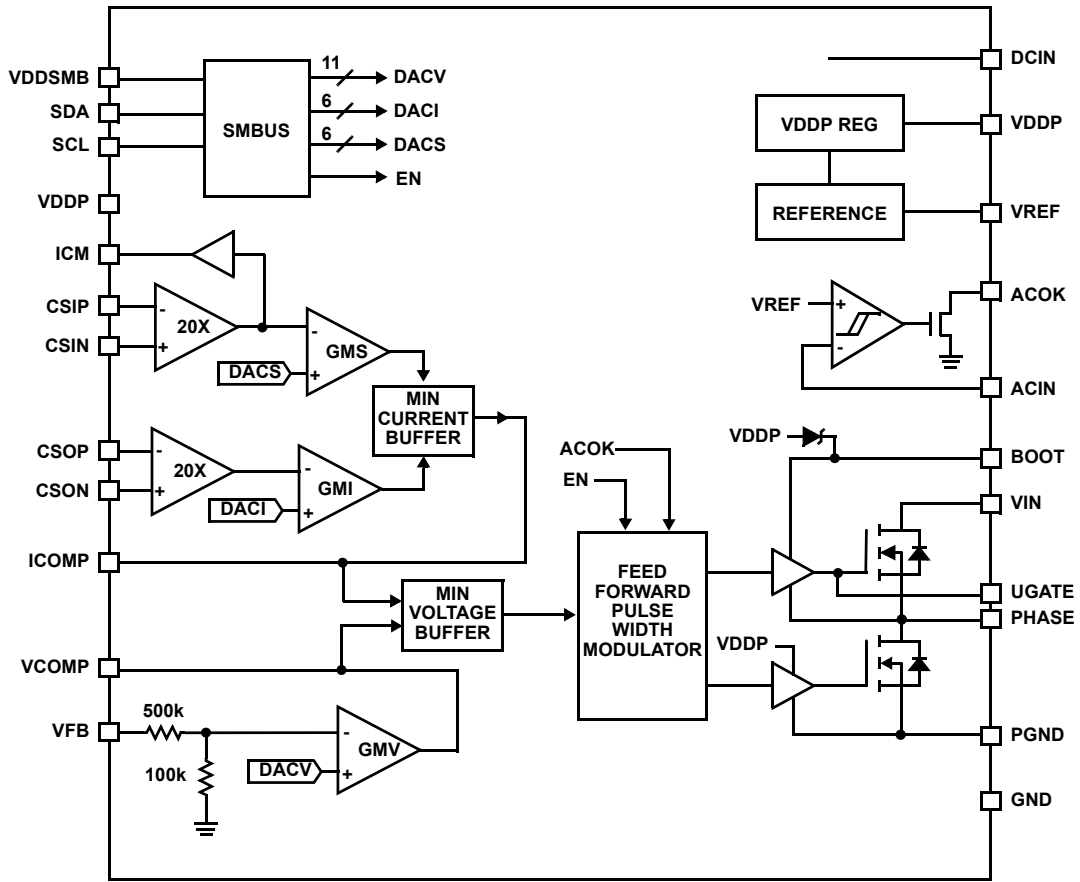 VDDSMB
SDA
SCL
VDDP
ICM
CSIP
CSIN
CSOP
CSON
ICOMP
VCOMP
VFB
SMBUS
11
DACV
6
DACI
6
DACS
EN
-
20X
+
-
GMS
+
DACS
MIN
CURRENT
BUFFER
-
20X
+
-
GMI
+
DACI
MIN
VOLTAGE
BUFFER
500k
100k
-
GMV
+
DACV
ACOK
EN
FEED
FORWARD
PULSE
WIDTH
MODULATOR
VDDP REG
REFERENCE
VREF
+
-
VDDP
VDDP
DCIN
VDDP
VREF
ACOK
ACIN
BOOT
VIN
UGATE
PHASE
PGND
GND